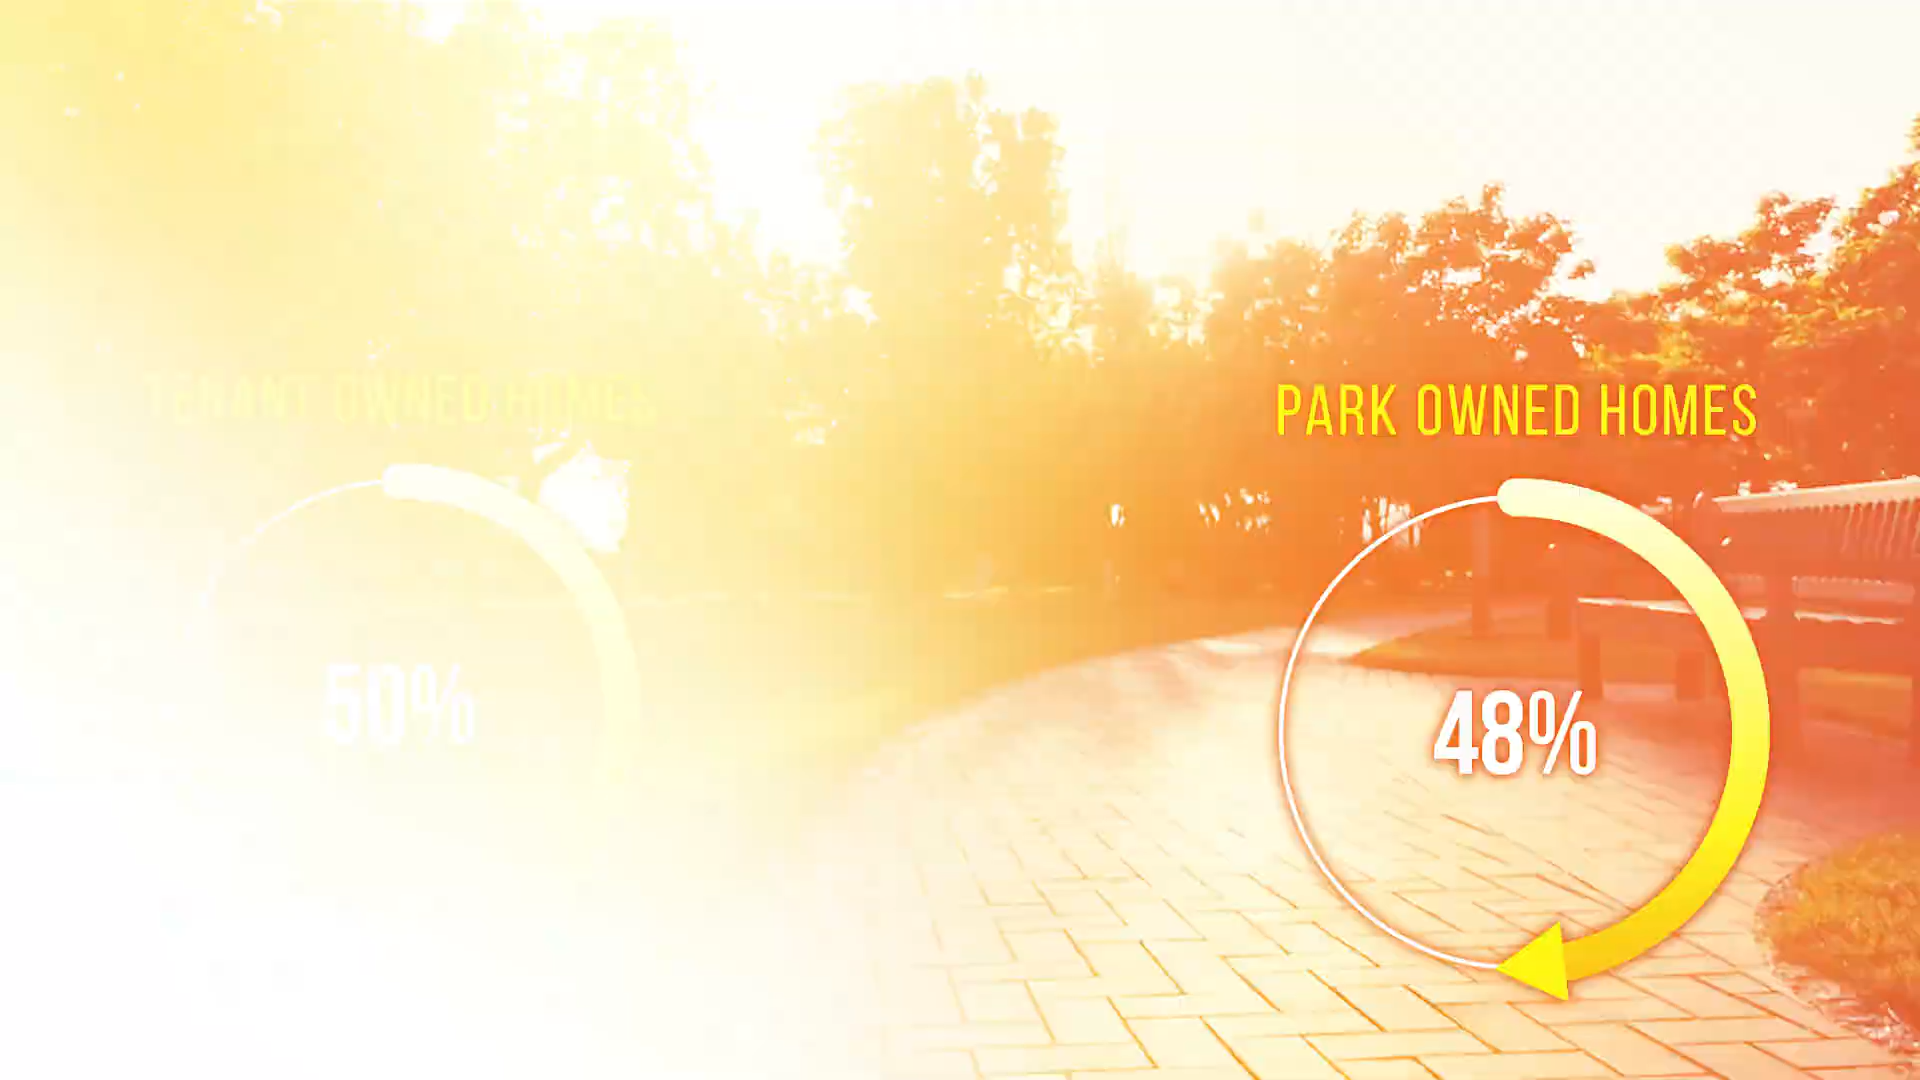 TENANT OWNED HOMES
PARK OWNED HOMES
50%
48%